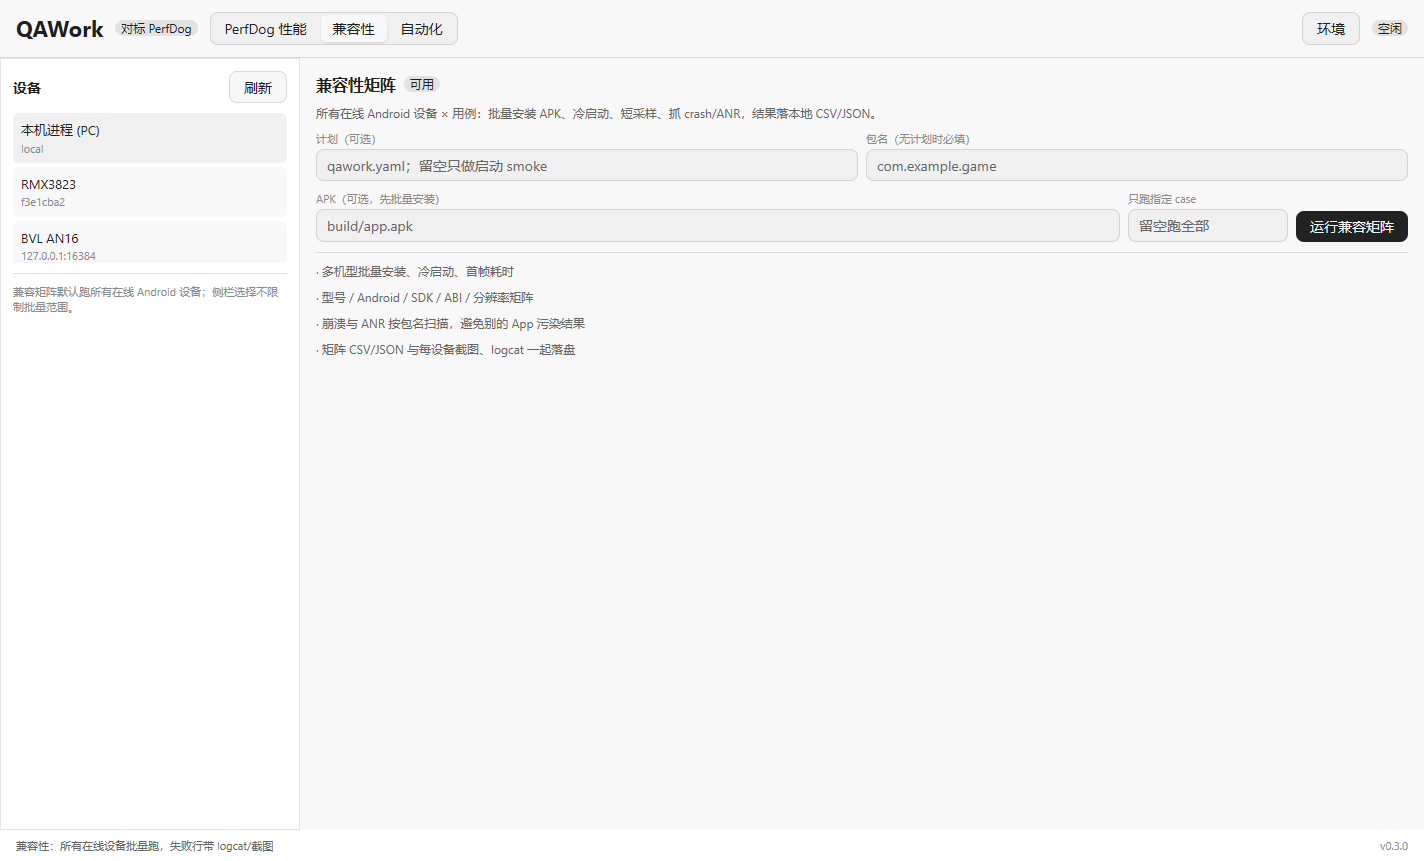 QAWork 对标 PerfDog PerfDog 性能 兼容性 自动化 环境 空闲
设备 刷新
本机进程 (PC)
local
RMX3823
f3e1cba2
BVL AN16
127.0.0.1:16384
兼容矩阵默认跑所有在线 Android 设备；侧栏选择不限
制批量范围。
兼容性矩阵 可用
所有在线 Android 设备 × 用例：批量安装 APK、冷启动、短采样、抓 crash/ANR，结果落本地 CSV/JSON。
计划（可选） 包名（无计划时必填）
qawork.yaml；留空只做启动 smoke com.example.game
APK（可选，先批量安装） 只跑指定 case
build/app.apk 留空跑全部 运行兼容矩阵
· 多机型批量安装、冷启动、首帧耗时
· 型号 / Android / SDK / ABI / 分辨率矩阵
· 崩溃与 ANR 按包名扫描，避免别的 App 污染结果
· 矩阵 CSV/JSON 与每设备截图、logcat 一起落盘
兼容性：所有在线设备批量跑，失败行带 logcat/截图 v0.3.0